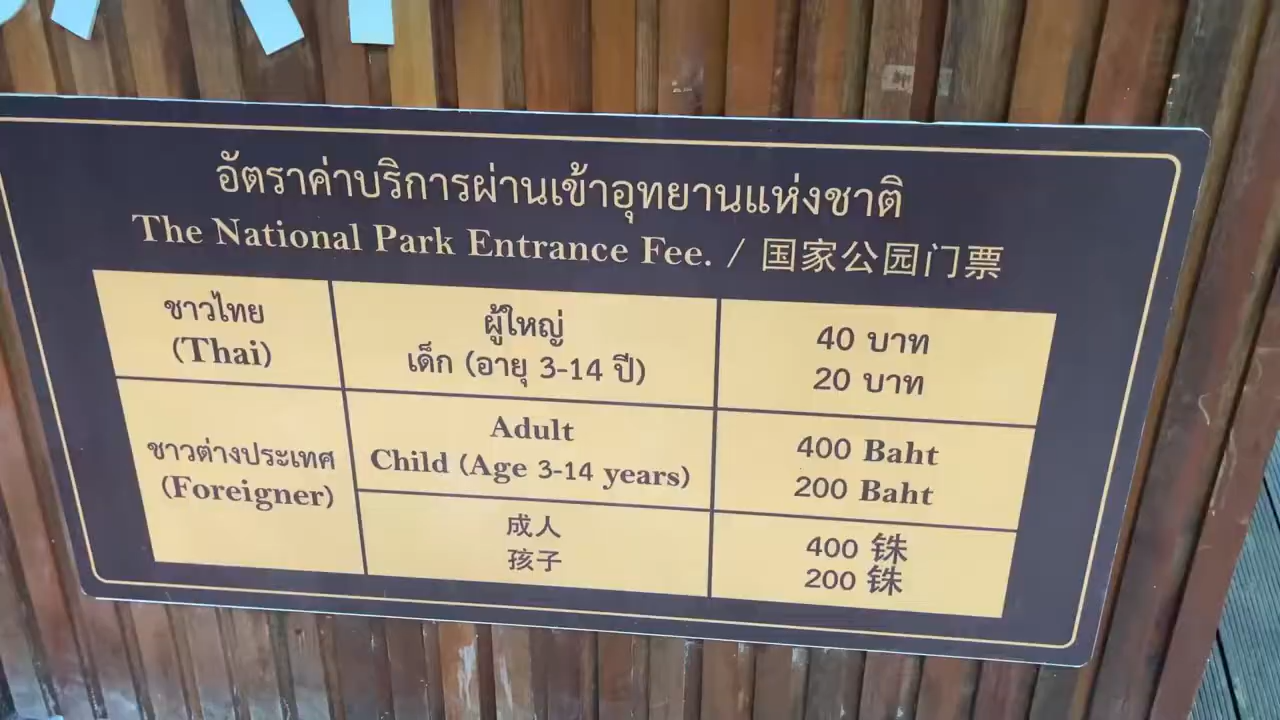 อัตราค่าบริการผ่านเข้าอุทยานแห่งชาติ
The National Park Entrance Fee. / 国家公园门票
ชาวไทย
(Thai)
ผู้ใหญ่
เด็ก (อายุ 3-14 ปี)
40 บาท
20 บาท
ชาวต่างประเทศ
(Foreigner)
Adult
Child (Age 3-14 years)
400 Baht
200 Baht
成人
孩子
400 铢
200 铢